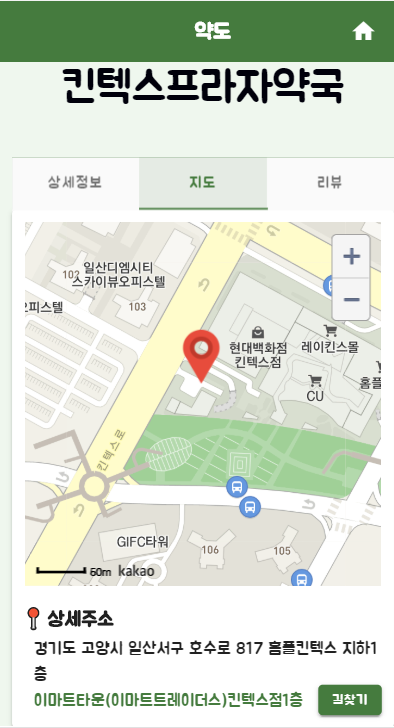 약도
킨텍스프라자약국
상세정보
지도
리뷰
일산디엠시티
스카이뷰오피스텔
102
103
피스텔
+
−
현대백화점
킨텍스점
레이킨스몰
홈플
CU
킨텍스로
GIFC타워
106
105
50m kakao
상세주소
경기도 고양시 일산서구 호수로 817 홈플킨텍스 지하1
층
이마트타운(이마트트레이더스)킨텍스점1층
길찾기